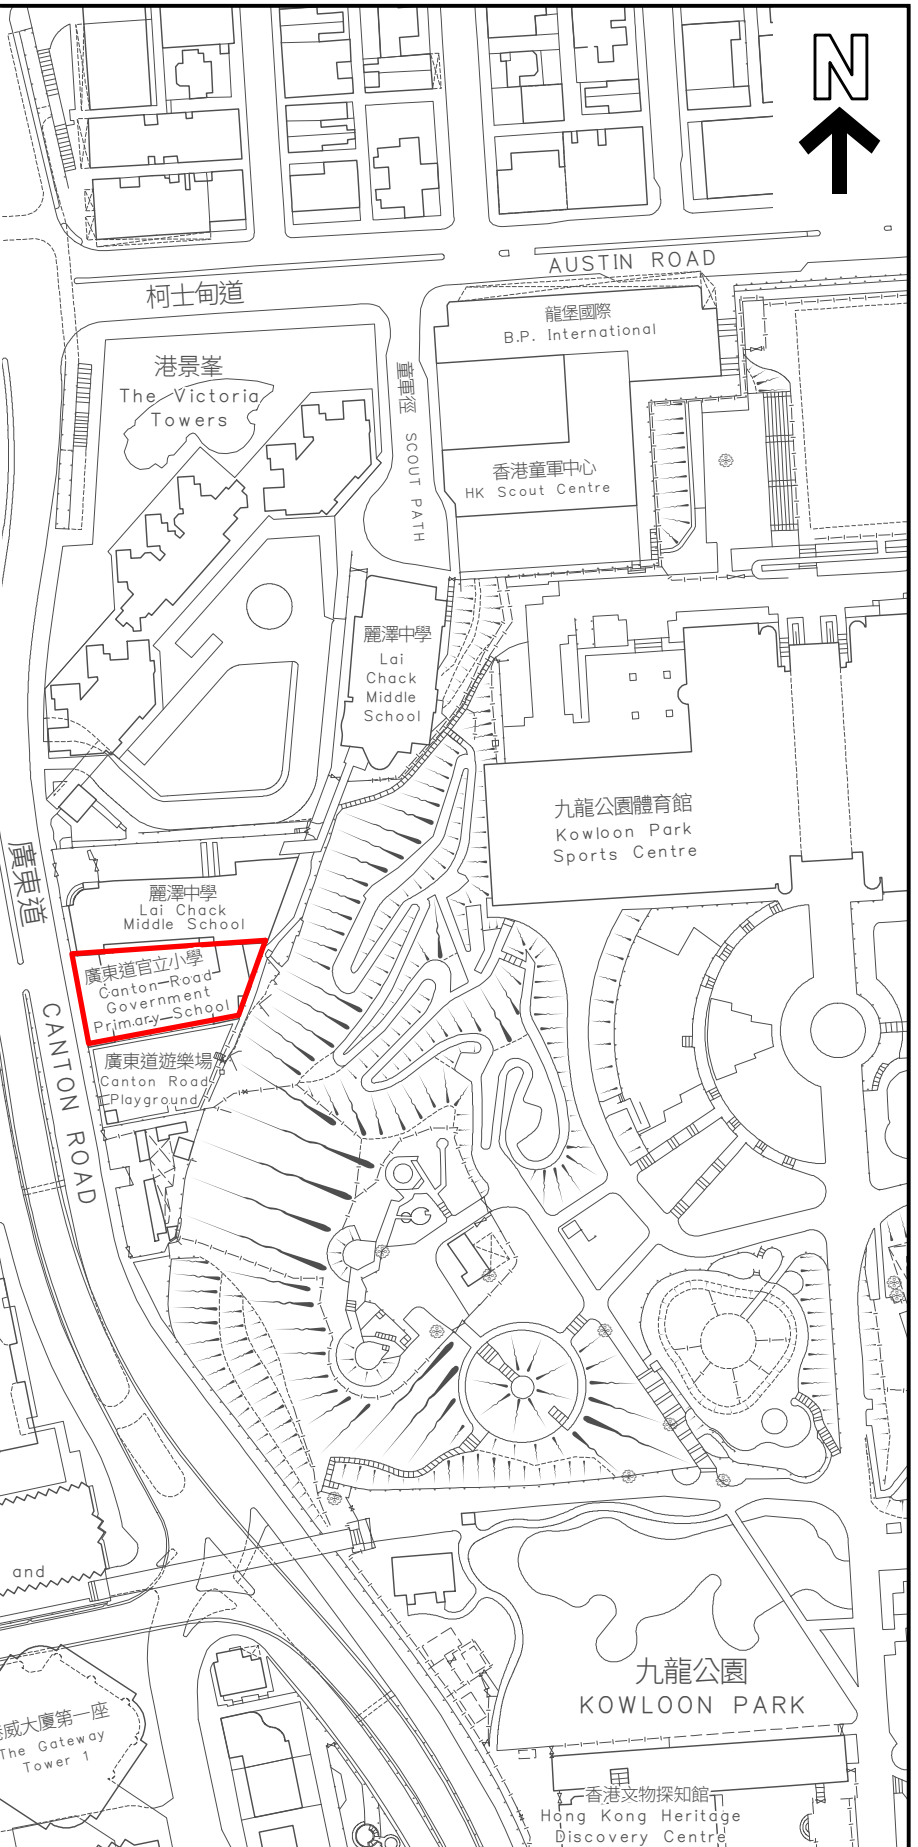 N
AUSTIN ROAD
柯士甸道
龍堡國際
B.P. International
港景峯
The Victoria
Towers
童軍徑 SCOUT PATH
香港童軍中心
HK Scout Centre
麗澤中學
Lai
Chack
Middle
School
九龍公園體育館
Kowloon Park
Sports Centre
廣東道
麗澤中學
Lai Chack
Middle School
廣東道官立小學
Canton Road
Government
Primary School
CANTON ROAD
廣東道遊樂場
Canton Road
Playground
and
九龍公園
KOWLOON PARK
威大廈第一座
The Gateway
Tower 1
香港文物探知館
Hong Kong Heritage
Discovery Centre